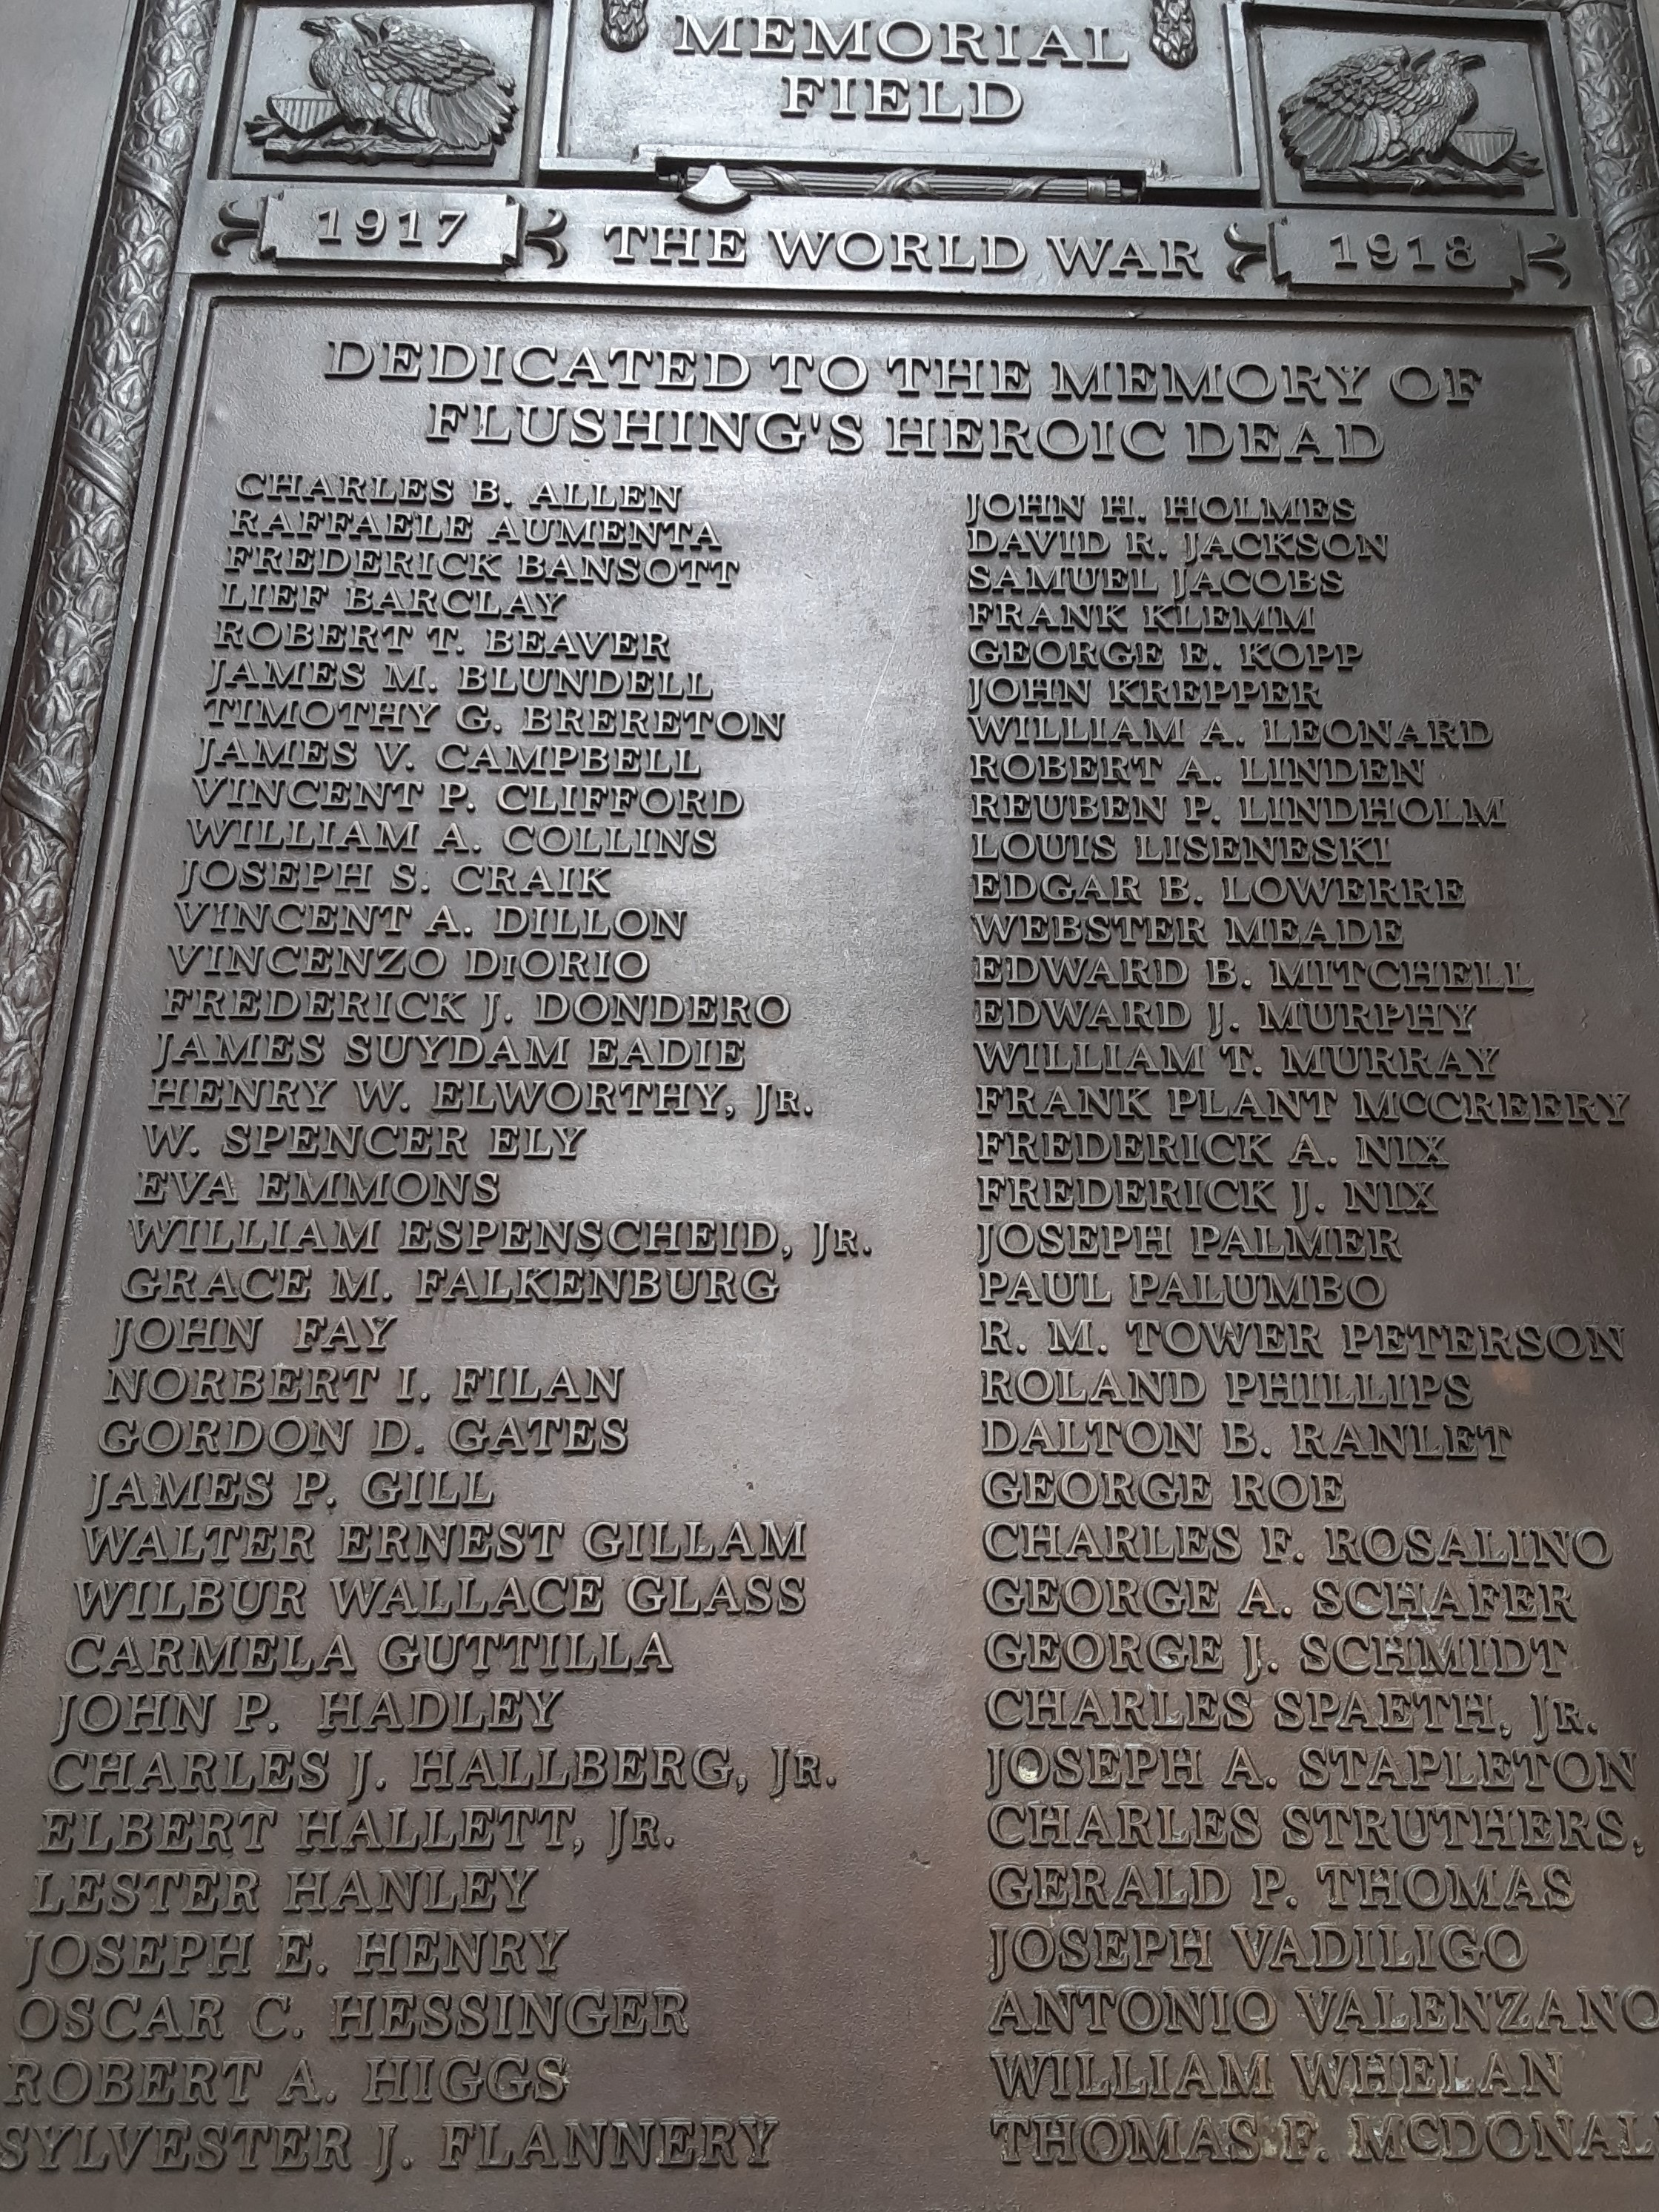 MEMORIAL
FIELD
1917 THE WORLD WAR 1918
DEDICATED TO THE MEMORY OF
FLUSHING'S HEROIC DEAD
CHARLES B. ALLEN
RAFFAELE AUMENTA
FREDERICK BANSOTT
LIEF BARCLAY
ROBERT T. BEAVER
JAMES M. BLUNDELL
TIMOTHY G. BRERETON
JAMES V. CAMPBELL
VINCENT P. CLIFFORD
WILLIAM A. COLLINS
JOSEPH S. CRAIK
VINCENT A. DILLON
VINCENZO DIORIO
FREDERICK J. DONDERO
JAMES SUYDAM EADIE
HENRY W. ELWORTHY, JR.
W. SPENCER ELY
EVA EMMONS
WILLIAM ESPENSCHEID, JR.
GRACE M. FALKENBURG
JOHN FAY
NORBERT I. FILAN
GORDON D. GATES
JAMES P. GILL
WALTER ERNEST GILLAM
WILBUR WALLACE GLASS
CARMELA GUTTILLA
JOHN P. HADLEY
CHARLES J. HALLBERG, JR.
ELBERT HALLETT, JR.
LESTER HANLEY
JOSEPH E. HENRY
OSCAR C. HESSINGER
ROBERT A. HIGGS
SYLVESTER J. FLANNERY
JOHN H. HOLMES
DAVID R. JACKSON
SAMUEL JACOBS
FRANK KLEMM
GEORGE E. KOPP
JOHN KREPPER
WILLIAM A. LEONARD
ROBERT A. LINDEN
REUBEN P. LINDHOLM
LOUIS LISENESKI
EDGAR B. LOWERRE
WEBSTER MEADE
EDWARD B. MITCHELL
EDWARD J. MURPHY
WILLIAM T. MURRAY
FRANK PLANT McCREERY
FREDERICK A. NIX
FREDERICK J. NIX
JOSEPH PALMER
PAUL PALUMBO
R. M. TOWER PETERSON
ROLAND PHILLIPS
DALTON B. RANLET
GEORGE ROE
CHARLES F. ROSALINO
GEORGE A. SCHAFER
GEORGE J. SCHMIDT
CHARLES SPAETH, JR.
JOSEPH A. STAPLETON
CHARLES STRUTHERS,
GERALD P. THOMAS
JOSEPH VADILIGO
ANTONIO VALENZANO
WILLIAM WHELAN
THOMAS F. McDONAL